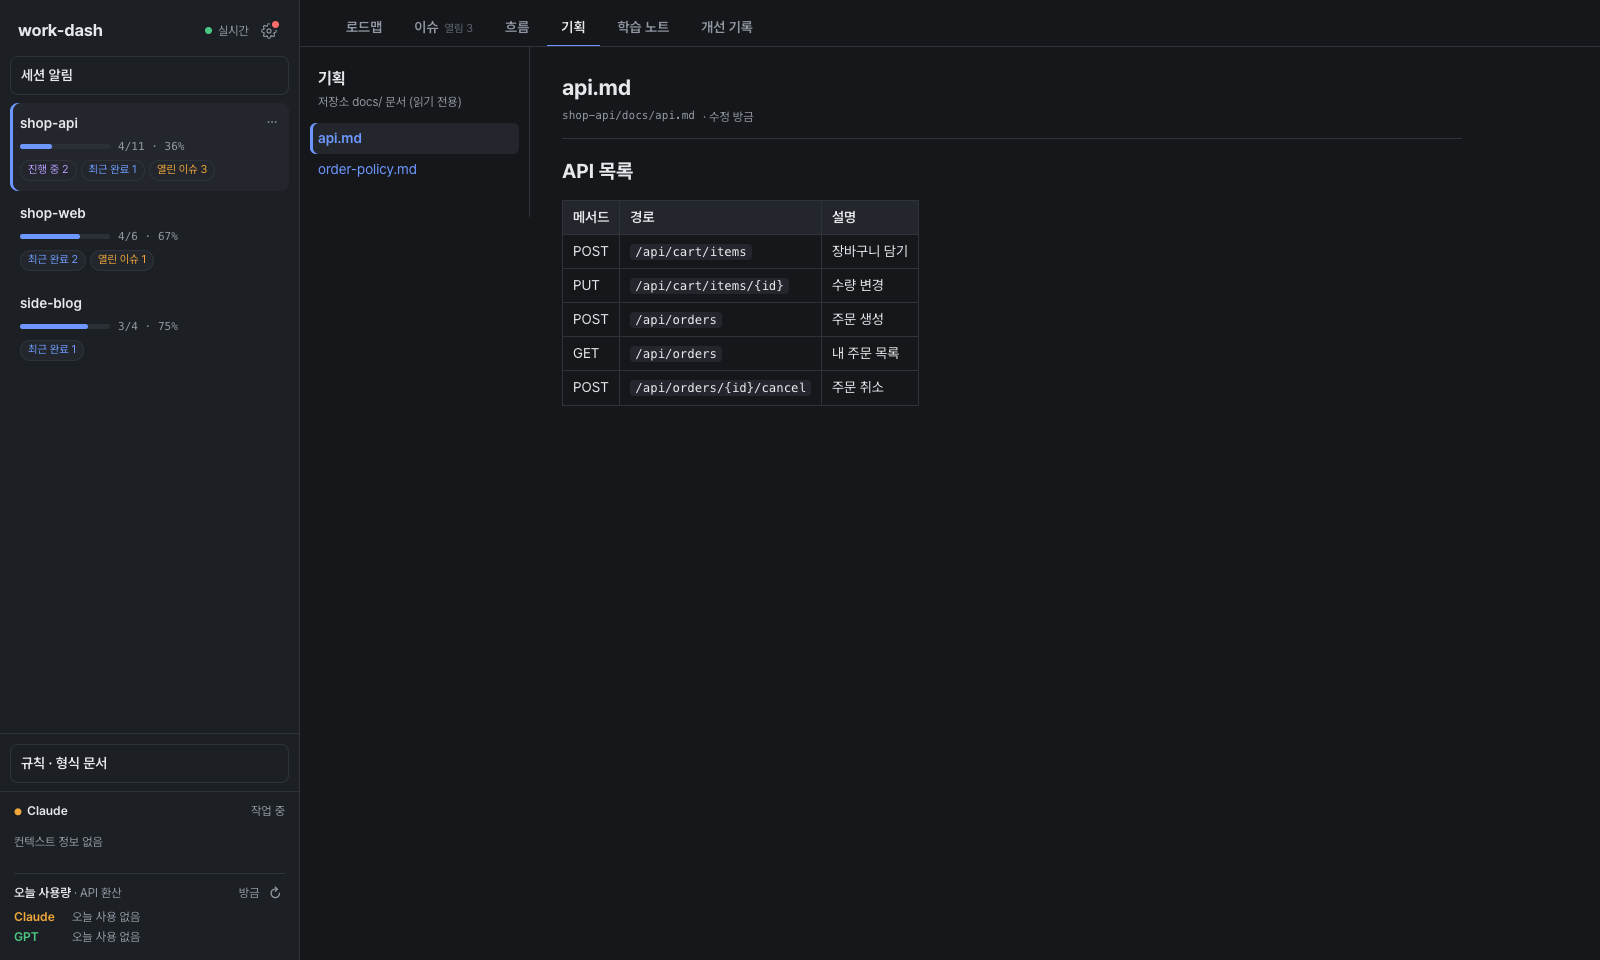 work-dash
실시간
세션 알림
shop-api
4/11 · 36%
진행 중 2 최근 완료 1 열린 이슈 3
shop-web
4/6 · 67%
최근 완료 2 열린 이슈 1
side-blog
3/4 · 75%
최근 완료 1
규칙 · 형식 문서
Claude 작업 중
컨텍스트 정보 없음
오늘 사용량 · API 환산 방금
Claude 오늘 사용 없음
GPT 오늘 사용 없음
로드맵 이슈 열림 3 흐름 기획 학습 노트 개선 기록
기획
저장소 docs/ 문서 (읽기 전용)
api.md
order-policy.md
api.md
shop-api/docs/api.md · 수정 방금
API 목록
메서드 경로 설명
POST /api/cart/items 장바구니 담기
PUT /api/cart/items/{id} 수량 변경
POST /api/orders 주문 생성
GET /api/orders 내 주문 목록
POST /api/orders/{id}/cancel 주문 취소